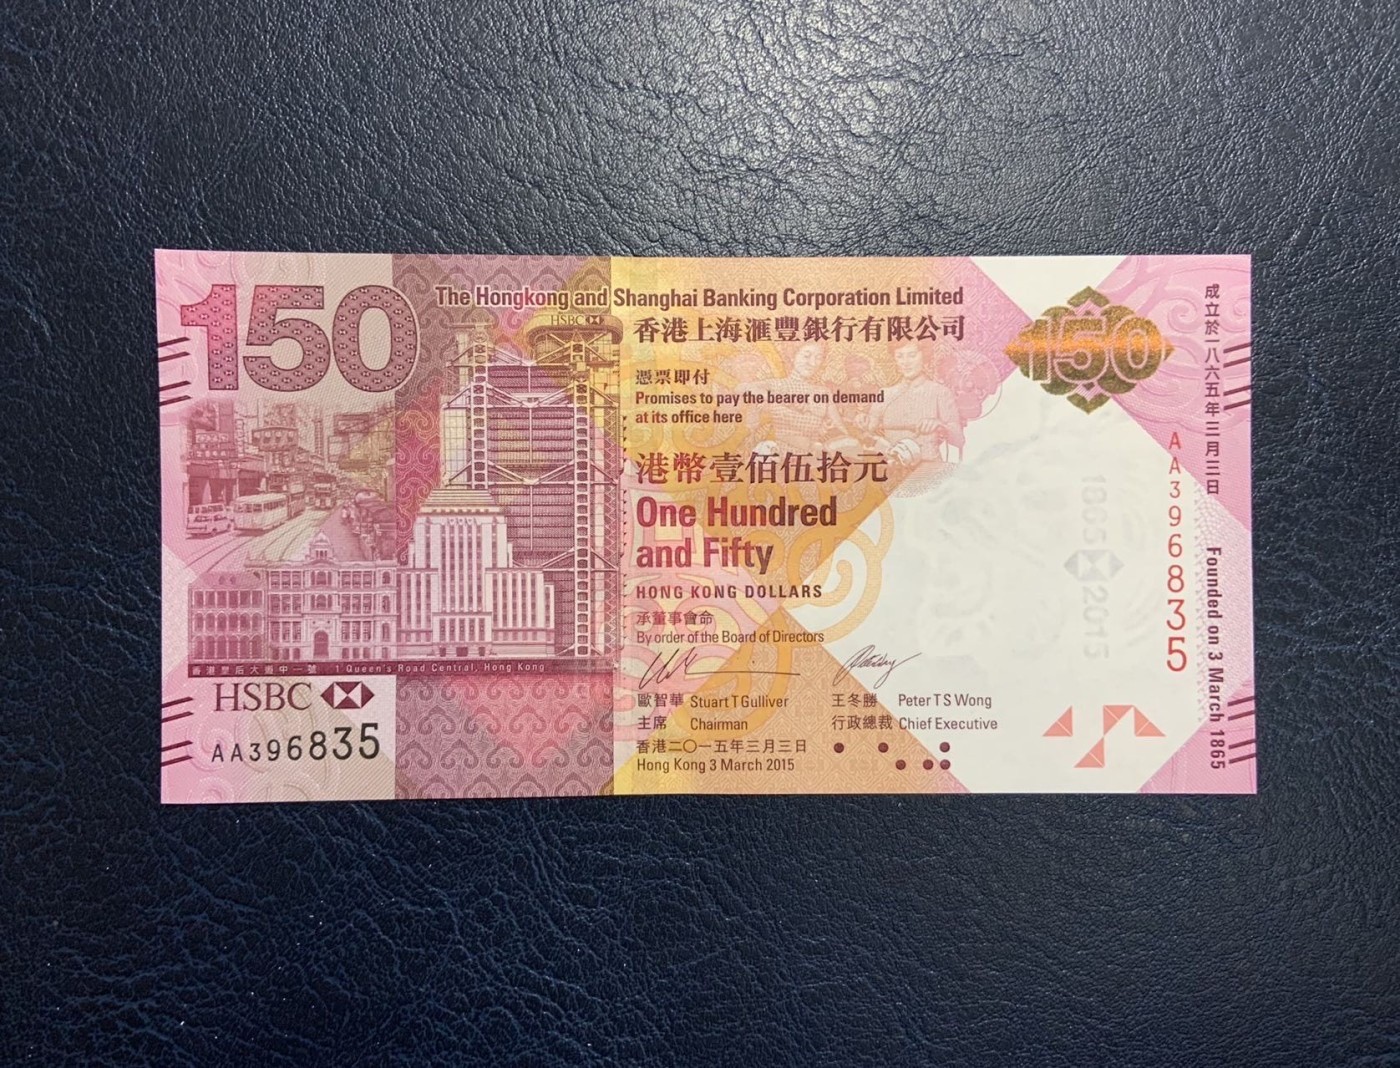 150
The Hongkong and Shanghai Banking Corporation Limited
HSBC
香港上海滙豐銀行有限公司
憑票即付
Promises to pay the bearer on demand
at its office here
港幣壹佰伍拾元
One Hundred
and Fifty
HONG KONG DOLLARS
承董事會命
By order of the Board of Directors
歐智華 Stuart T Gulliver
主席 Chairman
王冬勝 Peter T S Wong
行政總裁 Chief Executive
香港二〇一五年三月三日
Hong Kong 3 March 2015
香港皇后大道中一號 1 Queen's Road Central, Hong Kong
HSBC
AA396835
150
1865 2015
AA396835
成立於一八六五年三月三日
Founded on 3 March 1865